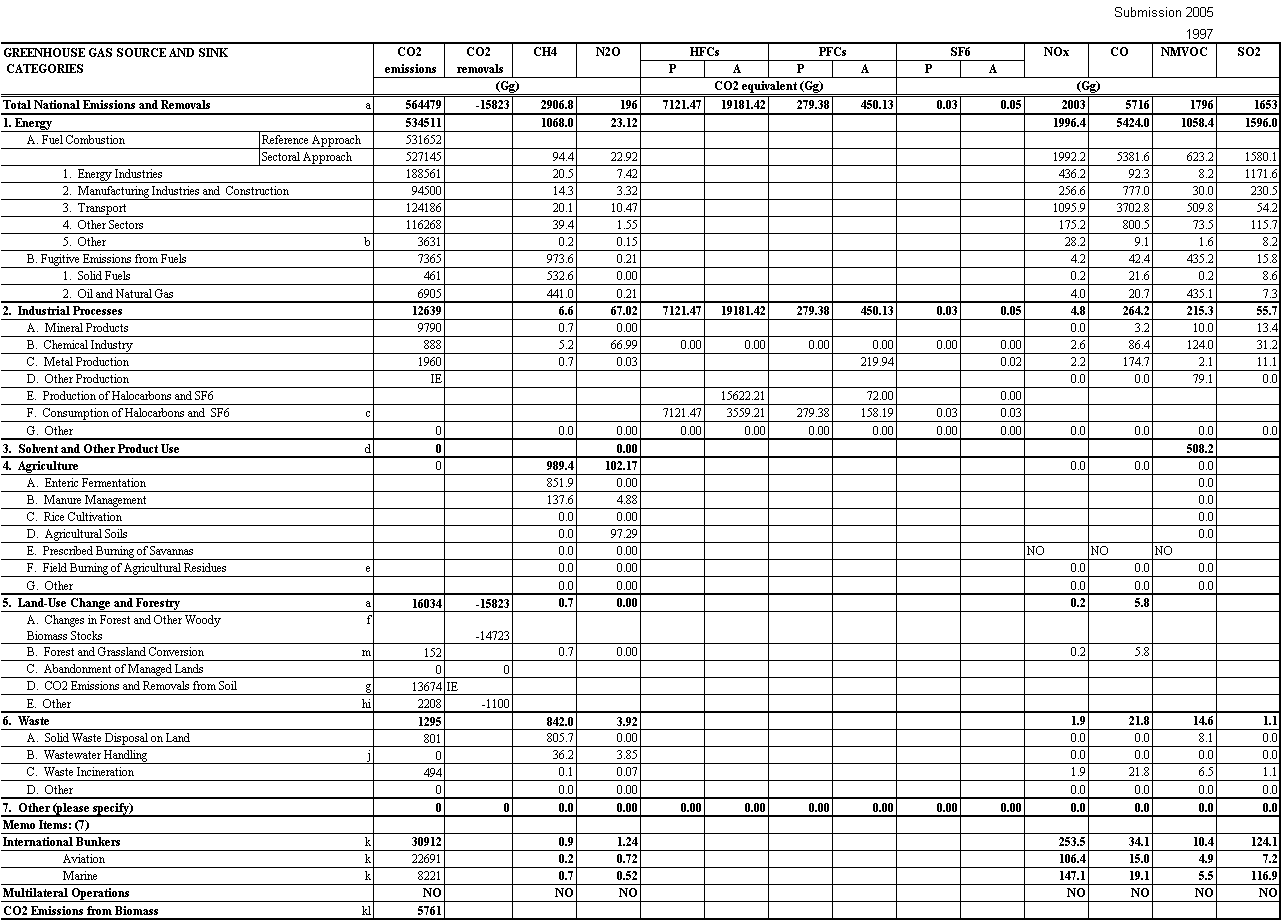 Submission 2005
1997
GREENHOUSE GAS SOURCE AND SINK CO2 CO2 CH4 N2O HFCs PFCs SF6 NOx CO NMVOC SO2
CATEGORIES emissions removals P A P A P A
(Gg) CO2 equivalent (Gg) (Gg)
Total National Emissions and Removals a 564479 -15823 2906.8 196 7121.47 19181.42 279.38 450.13 0.03 0.05 2003 5716 1796 1653
1. Energy 534511 1068.0 23.12 1996.4 5424.0 1058.4 1596.0
A. Fuel Combustion Reference Approach 531652
Sectoral Approach 527145 94.4 22.92 1992.2 5381.6 623.2 1580.1
1. Energy Industries 188561 20.5 7.42 436.2 92.3 8.2 1171.6
2. Manufacturing Industries and Construction 94500 14.3 3.32 256.6 777.0 30.0 230.5
3. Transport 124186 20.1 10.47 1095.9 3702.8 509.8 54.2
4. Other Sectors 116268 39.4 1.55 175.2 800.5 73.5 115.7
5. Other b 3631 0.2 0.15 28.2 9.1 1.6 8.2
B. Fugitive Emissions from Fuels 7365 973.6 0.21 4.2 42.4 435.2 15.8
1. Solid Fuels 461 532.6 0.00 0.2 21.6 0.2 8.6
2. Oil and Natural Gas 6905 441.0 0.21 4.0 20.7 435.1 7.3
2. Industrial Processes 12639 6.6 67.02 7121.47 19181.42 279.38 450.13 0.03 0.05 4.8 264.2 215.3 55.7
A. Mineral Products 9790 0.7 0.00 0.0 3.2 10.0 13.4
B. Chemical Industry 888 5.2 66.99 0.00 0.00 0.00 0.00 0.00 0.00 2.6 86.4 124.0 31.2
C. Metal Production 1960 0.7 0.03 219.94 0.02 2.2 174.7 2.1 11.1
D. Other Production IE 0.0 0.0 79.1 0.0
E. Production of Halocarbons and SF6 15622.21 72.00 0.00
F. Consumption of Halocarbons and SF6 c 7121.47 3559.21 279.38 158.19 0.03 0.03
G. Other 0 0.0 0.00 0.00 0.00 0.00 0.00 0.00 0.00 0.0 0.0 0.0 0.0
3. Solvent and Other Product Use d 0 0.00 508.2
4. Agriculture 0 989.4 102.17 0.0 0.0 0.0
A. Enteric Fermentation 851.9 0.00 0.0
B. Manure Management 137.6 4.88 0.0
C. Rice Cultivation 0.0 0.00 0.0
D. Agricultural Soils 0.0 97.29 0.0
E. Prescribed Burning of Savannas 0.0 0.00 NO NO NO
F. Field Burning of Agricultural Residues e 0.0 0.00 0.0 0.0 0.0
G. Other 0.0 0.00 0.0 0.0 0.0
5. Land-Use Change and Forestry a 16034 -15823 0.7 0.00 0.2 5.8
A. Changes in Forest and Other Woody f
Biomass Stocks -14723
B. Forest and Grassland Conversion m 152 0.7 0.00 0.2 5.8
C. Abandonment of Managed Lands 0 0
D. CO2 Emissions and Removals from Soil g 13674 IE
E. Other hi 2208 -1100
6. Waste 1295 842.0 3.92 1.9 21.8 14.6 1.1
A. Solid Waste Disposal on Land 801 805.7 0.00 0.0 0.0 8.1 0.0
B. Wastewater Handling j 0 36.2 3.85 0.0 0.0 0.0 0.0
C. Waste Incineration 494 0.1 0.07 1.9 21.8 6.5 1.1
D. Other 0 0.0 0.00 0.0 0.0 0.0 0.0
7. Other (please specify) 0 0 0.0 0.00 0.00 0.00 0.00 0.00 0.00 0.00 0.0 0.0 0.0 0.0
Memo Items: (7)
International Bunkers k 30912 0.9 1.24 253.5 34.1 10.4 124.1
Aviation k 22691 0.2 0.72 106.4 15.0 4.9 7.2
Marine k 8221 0.7 0.52 147.1 19.1 5.5 116.9
Multilateral Operations NO NO NO NO NO NO NO
CO2 Emissions from Biomass kl 5761